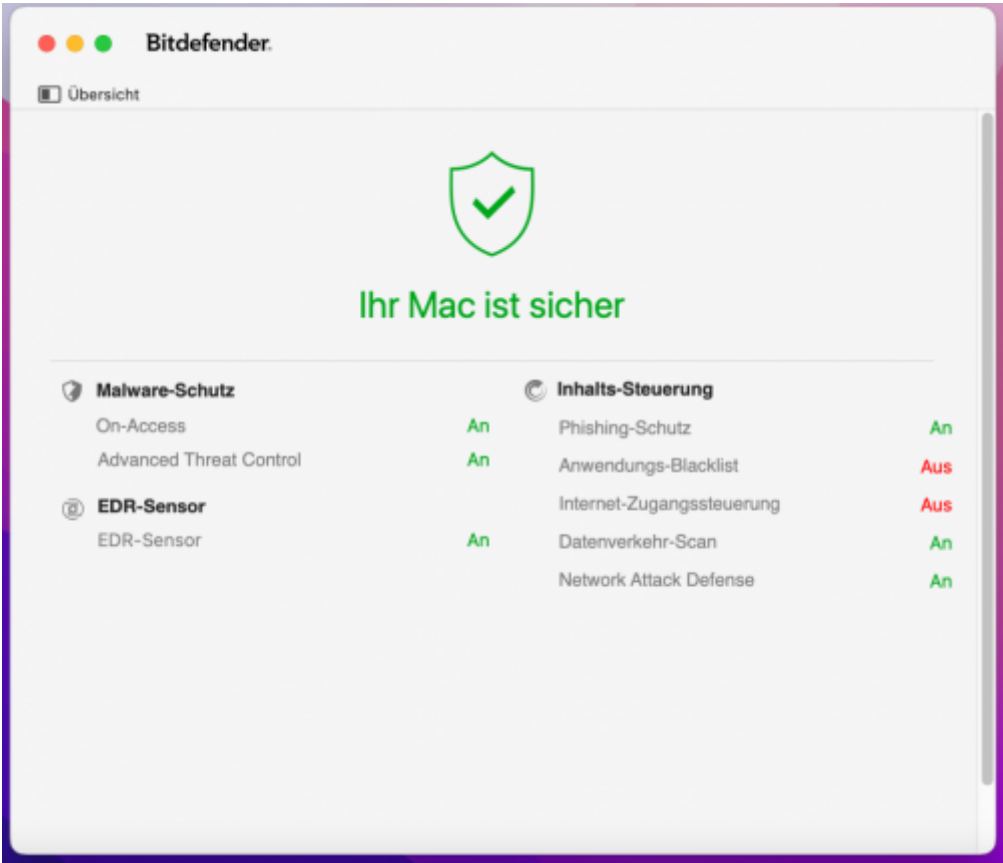 Bitdefender.
Übersicht
Ihr Mac ist sicher
Malware-Schutz
On-Access An
Advanced Threat Control An
EDR-Sensor
EDR-Sensor An
Inhalts-Steuerung
Phishing-Schutz An
Anwendungs-Blacklist Aus
Internet-Zugangssteuerung Aus
Datenverkehr-Scan An
Network Attack Defense An